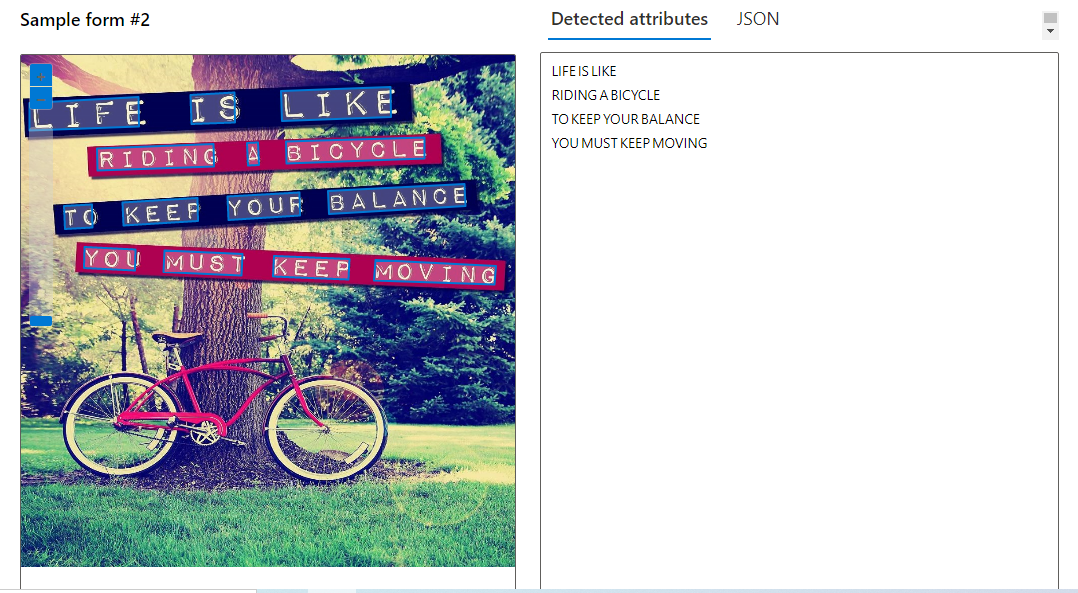 Sample form #2
Detected attributes
JSON
LIFE IS LIKE
RIDING A BICYCLE
TO KEEP YOUR BALANCE
YOU MUST KEEP MOVING
LIFE IS LIKE
RIDING A BICYCLE
TO KEEP YOUR BALANCE
YOU MUST KEEP MOVING